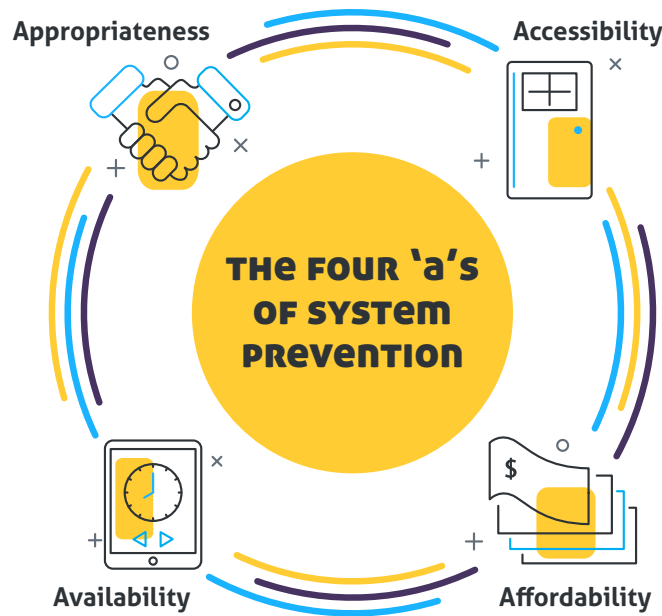 Appropriateness
Accessibility
THE FOUR ‘a’s
OF SYSTEM
PREVENTION
$
Availability
Affordability